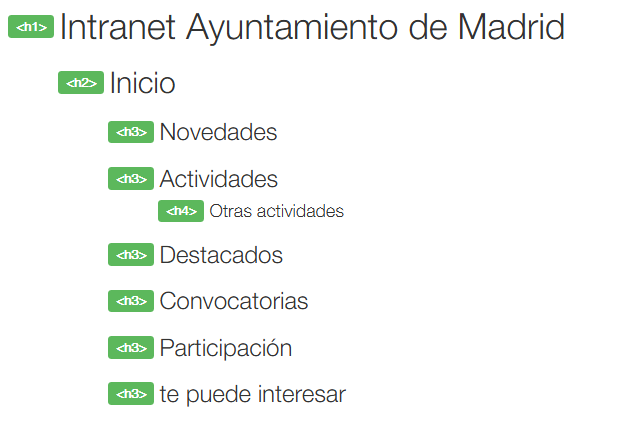 <h1> Intranet Ayuntamiento de Madrid
<h2> Inicio
<h3> Novedades
<h3> Actividades
<h4> Otras actividades
<h3> Destacados
<h3> Convocatorias
<h3> Participación
<h3> te puede interesar